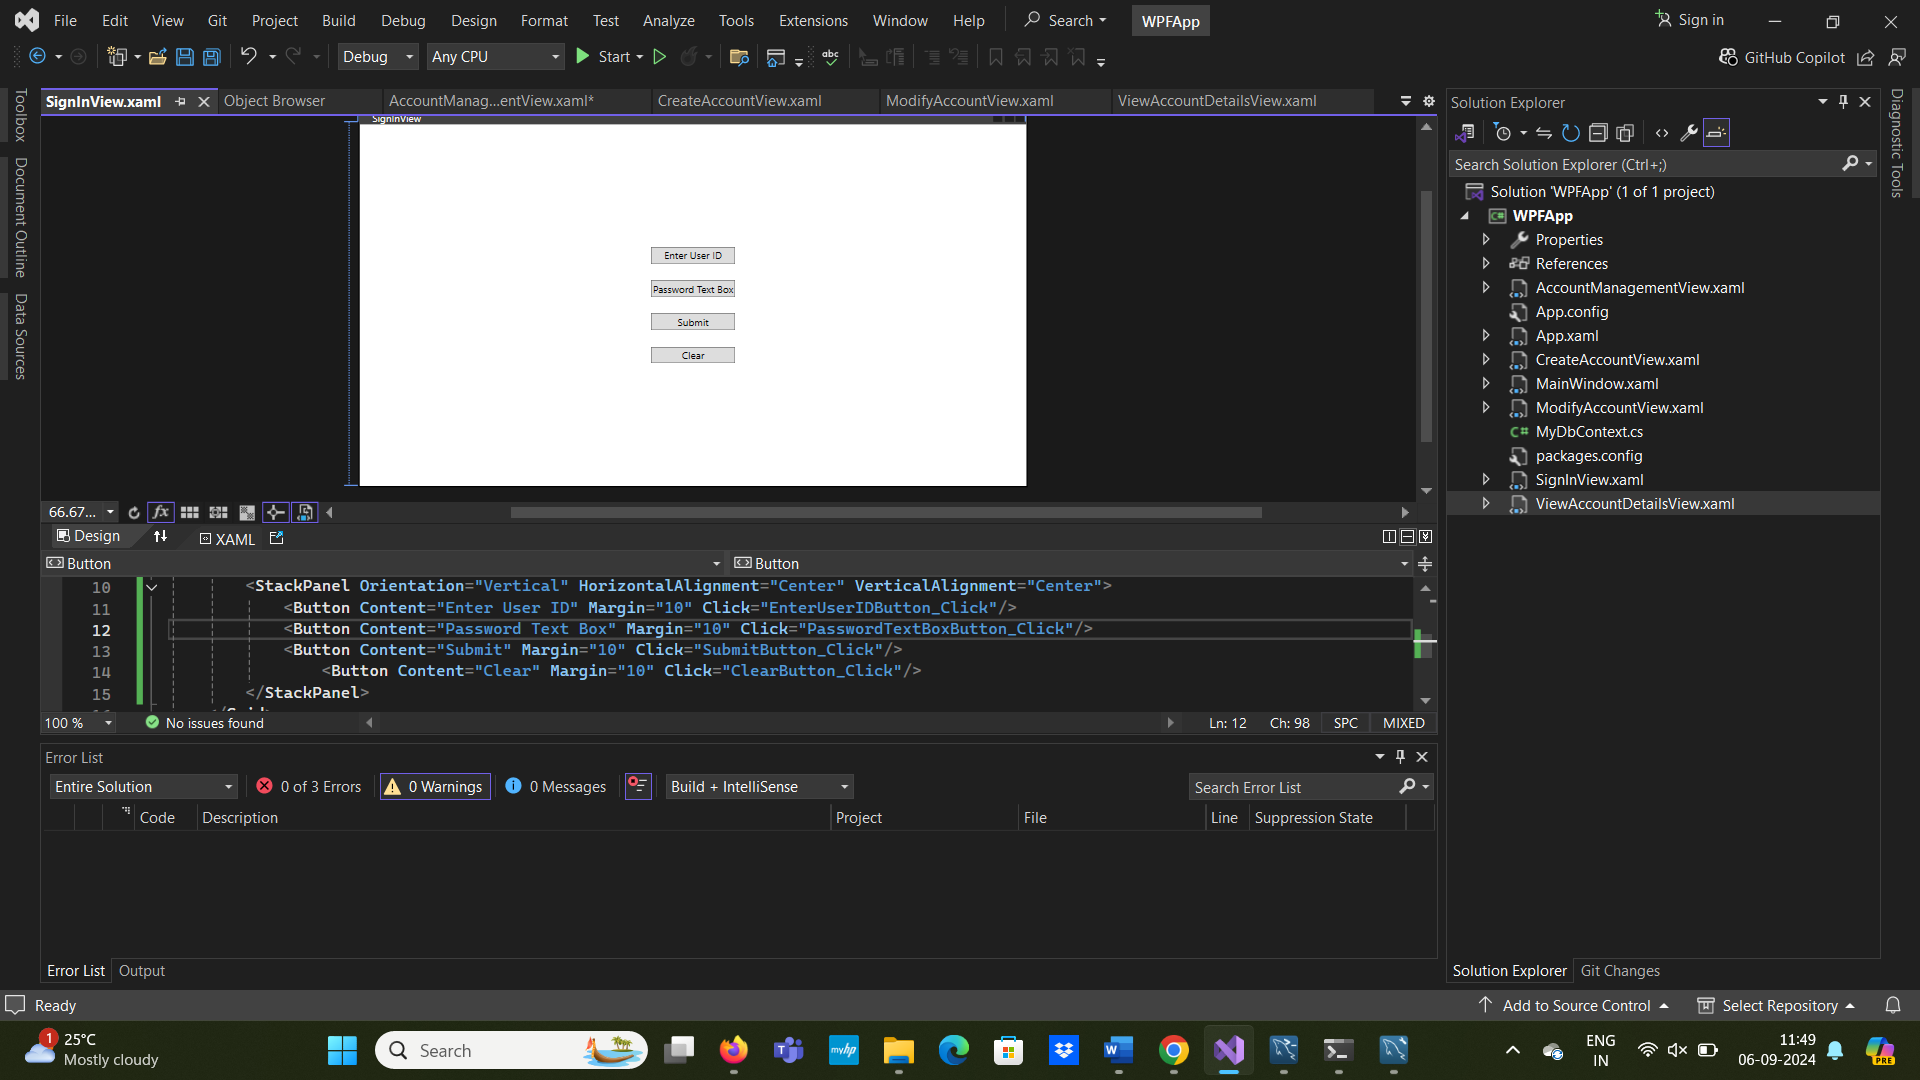 File Edit View Git Project Build Debug Design Format Test Analyze Tools Extensions Window Help Search WPFApp Sign in
Debug Any CPU Start abc GitHub Copilot
SignInView.xaml Object Browser AccountManag...entView.xaml* CreateAccountView.xaml ModifyAccountView.xaml ViewAccountDetailsView.xaml
Toolbox
Document Outline
Data Sources
SignInView
Enter User ID
Password Text Box
Submit
Clear
66.67... fx
Design XAML
Button Button
10 <StackPanel Orientation="Vertical" HorizontalAlignment="Center" VerticalAlignment="Center">
11 <Button Content="Enter User ID" Margin="10" Click="EnterUserIDButton_Click"/>
12 <Button Content="Password Text Box" Margin="10" Click="PasswordTextBoxButton_Click"/>
13 <Button Content="Submit" Margin="10" Click="SubmitButton_Click"/>
14 <Button Content="Clear" Margin="10" Click="ClearButton_Click"/>
15 </StackPanel>
100 % No issues found Ln: 12 Ch: 98 SPC MIXED
Error List
Entire Solution 0 of 3 Errors 0 Warnings 0 Messages Build + IntelliSense Search Error List
Code Description Project File Line Suppression State
Error List Output
Solution Explorer
Search Solution Explorer (Ctrl+;)
Solution 'WPFApp' (1 of 1 project)
WPFApp
Properties
References
AccountManagementView.xaml
App.config
App.xaml
CreateAccountView.xaml
MainWindow.xaml
ModifyAccountView.xaml
MyDbContext.cs
packages.config
SignInView.xaml
ViewAccountDetailsView.xaml
Solution Explorer Git Changes
Diagnostic Tools
Ready Add to Source Control Select Repository
1 25°C
Mostly cloudy
Search
myhp
ENG
IN
11:49
06-09-2024
PRE